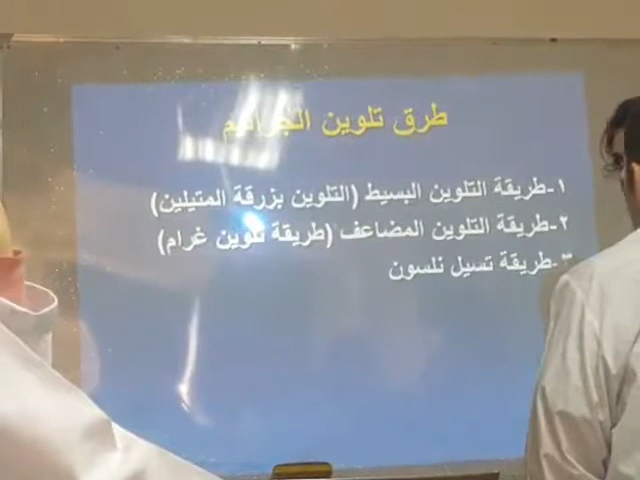 طرق تلوين الجراثيم
١-طريقة التلوين البسيط (التلوين بزرقة المتيلين)
٢-طريقة التلوين المضاعف (طريقة تلوين غرام)
٣-طريقة تسيل نلسون